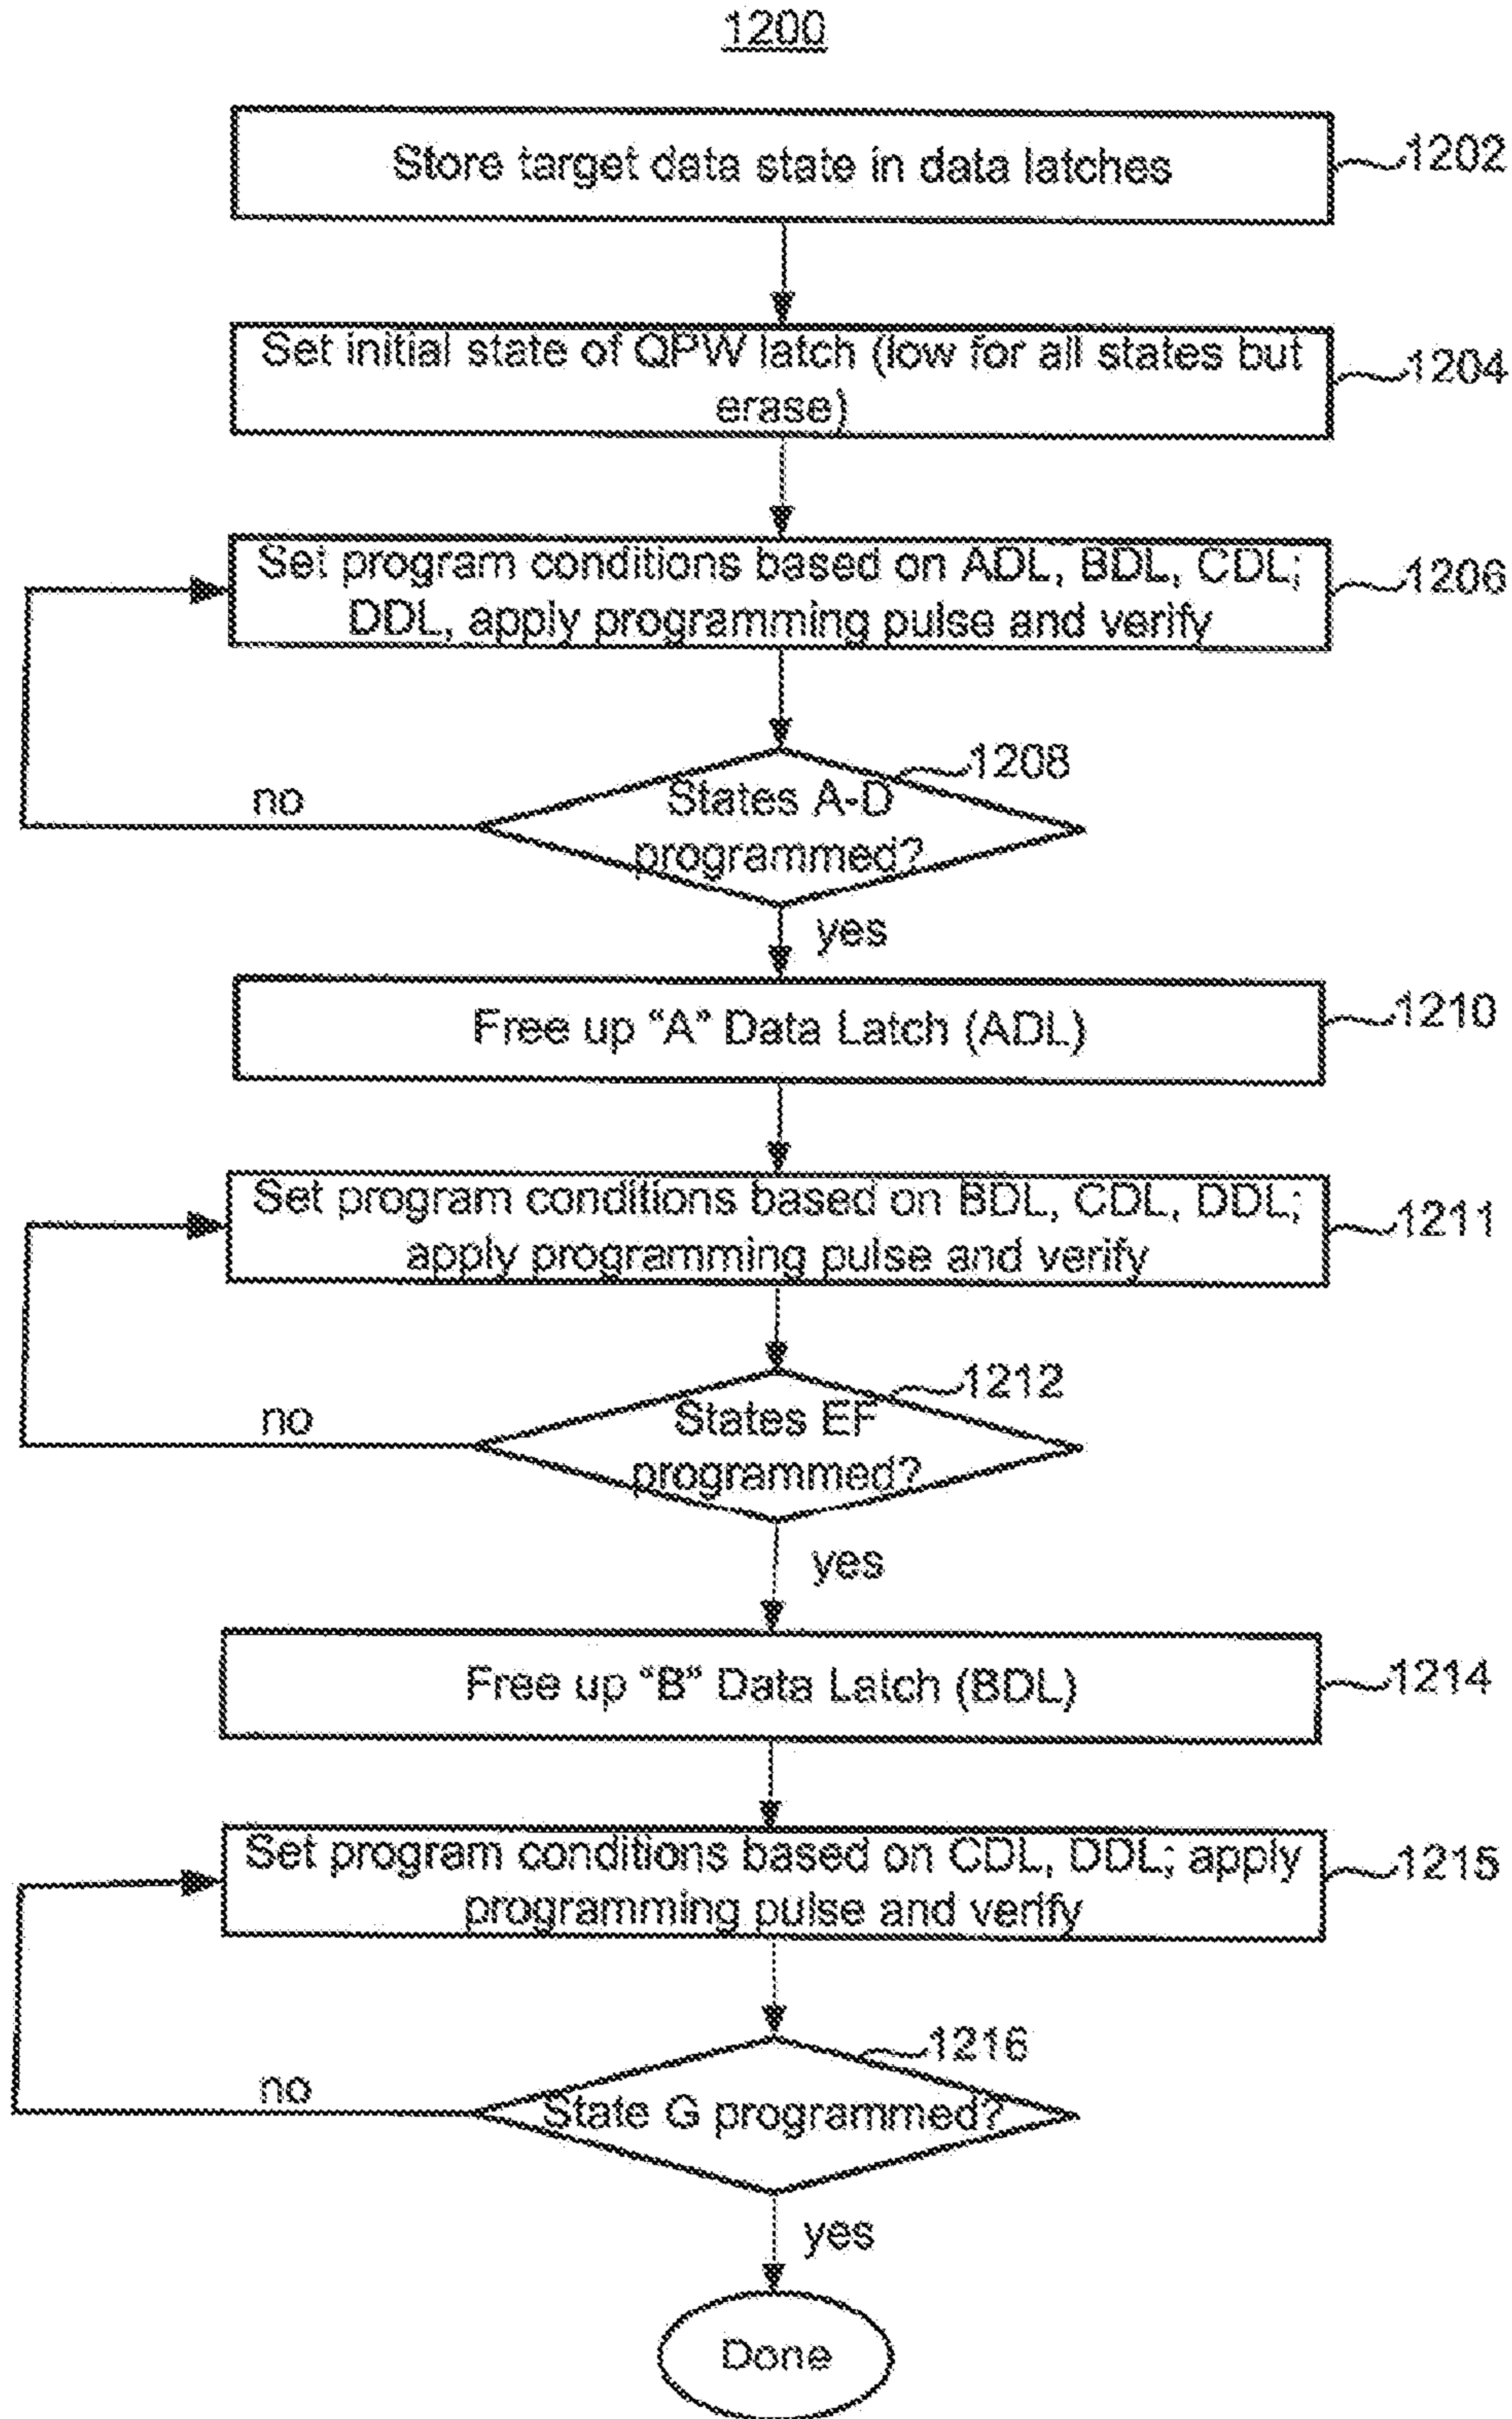 1200
Store target data state in data latches
1202
Set initial state of QPW latch (low for all states but
erase)
1204
Set program conditions based on ADL, BDL, CDL;
DDL, apply programming pulse and verify
1206
1208
States A-D
programmed?
no
yes
Free up "A" Data Latch (ADL)
1210
Set program conditions based on BDL, CDL, DDL;
apply programming pulse and verify
1211
1212
States EF
programmed?
no
yes
Free up "B" Data Latch (BDL)
1214
Set program conditions based on CDL, DDL; apply
programming pulse and verify
1215
1216
State G programmed?
no
yes
Done